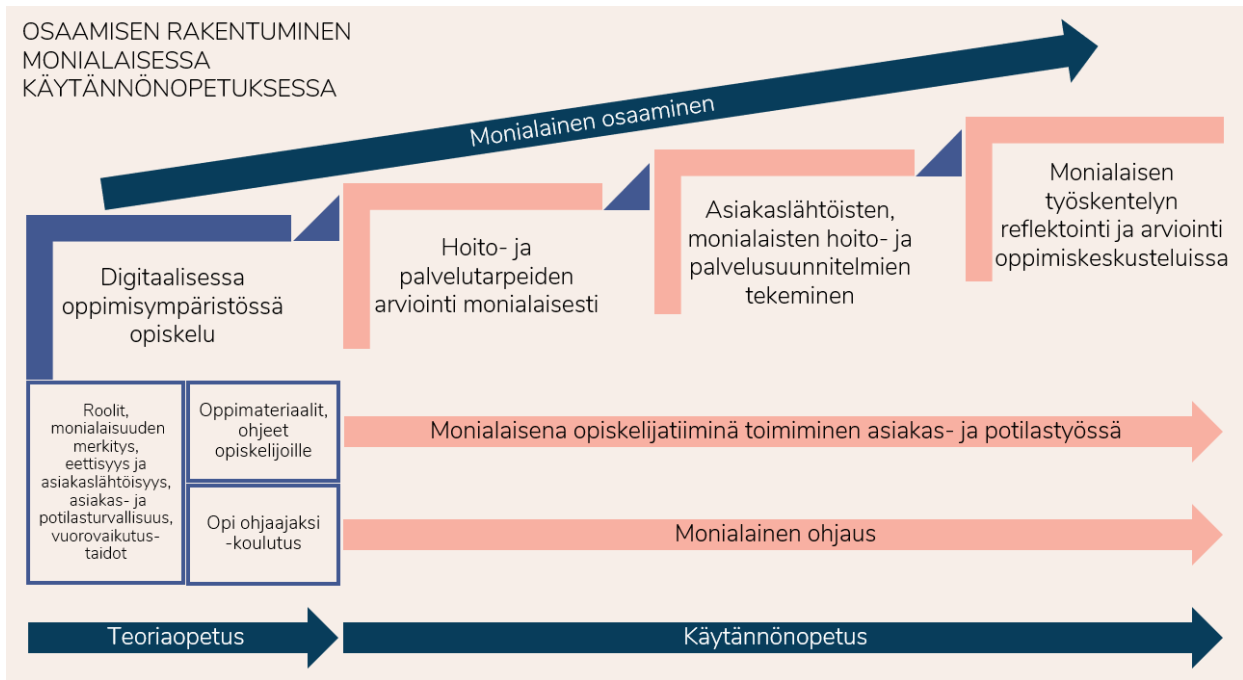 OSAAMISEN RAKENTUMINEN
MONIALAISESSA
KÄYTÄNNÖNOPETUKSESSA
Monialainen osaaminen
Digitaalisessa
oppimisympäristössä
opiskelu
Hoito- ja
palvelutarpeiden
arviointi monialaisesti
Asiakaslähtöisten,
monialaisten hoito- ja
palvelusuunnitelmien
tekeminen
Monialaisen
työskentelyn
reflektointi ja arviointi
oppimiskeskusteluissa
Roolit,
monialaisuuden
merkitys,
eettisyys ja
asiakaslähtöisyys,
asiakas- ja
potilasturvallisuus,
vuorovaikutus-
taidot
Oppimateriaalit,
ohjeet
opiskelijoille
Opi ohjaajaksi
-koulutus
Monialaisena opiskelijatiiminä toimiminen asiakas- ja potilastyössä
Monialainen ohjaus
Teoriaopetus
Käytännönopetus